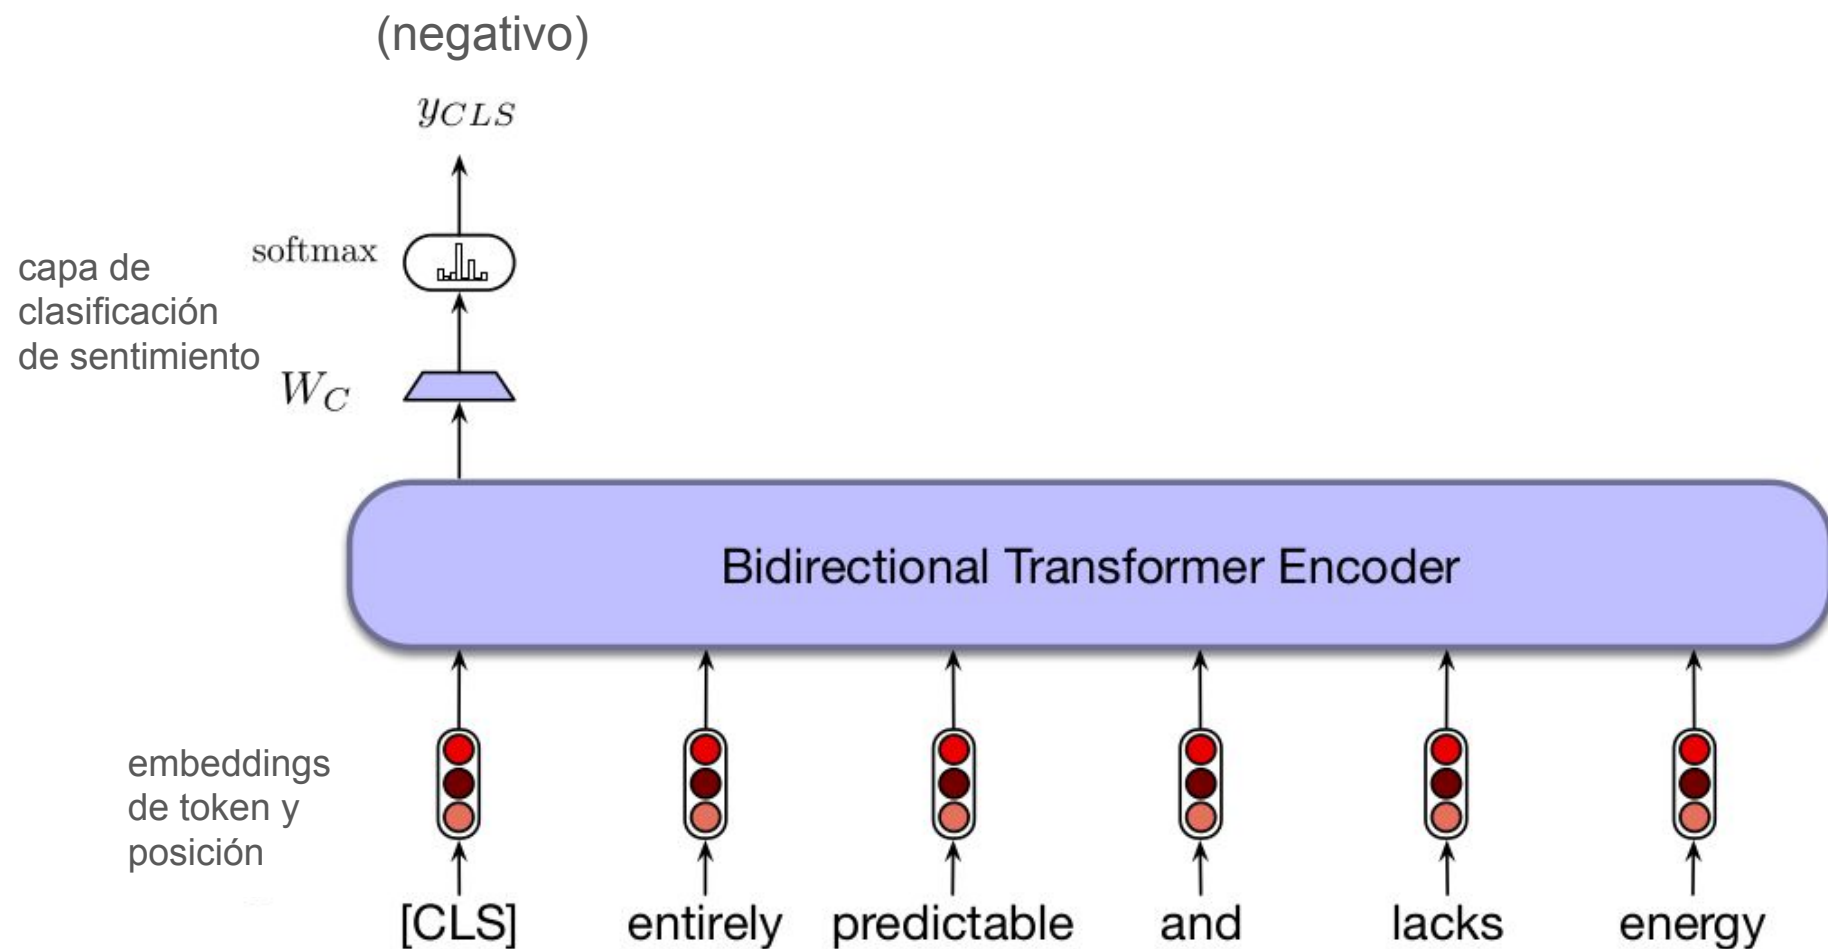 (negativo)
yCLS
softmax
capa de
clasificación
de sentimiento
WC
Bidirectional Transformer Encoder
embeddings
de token y
posición
[CLS] entirely predictable and lacks energy